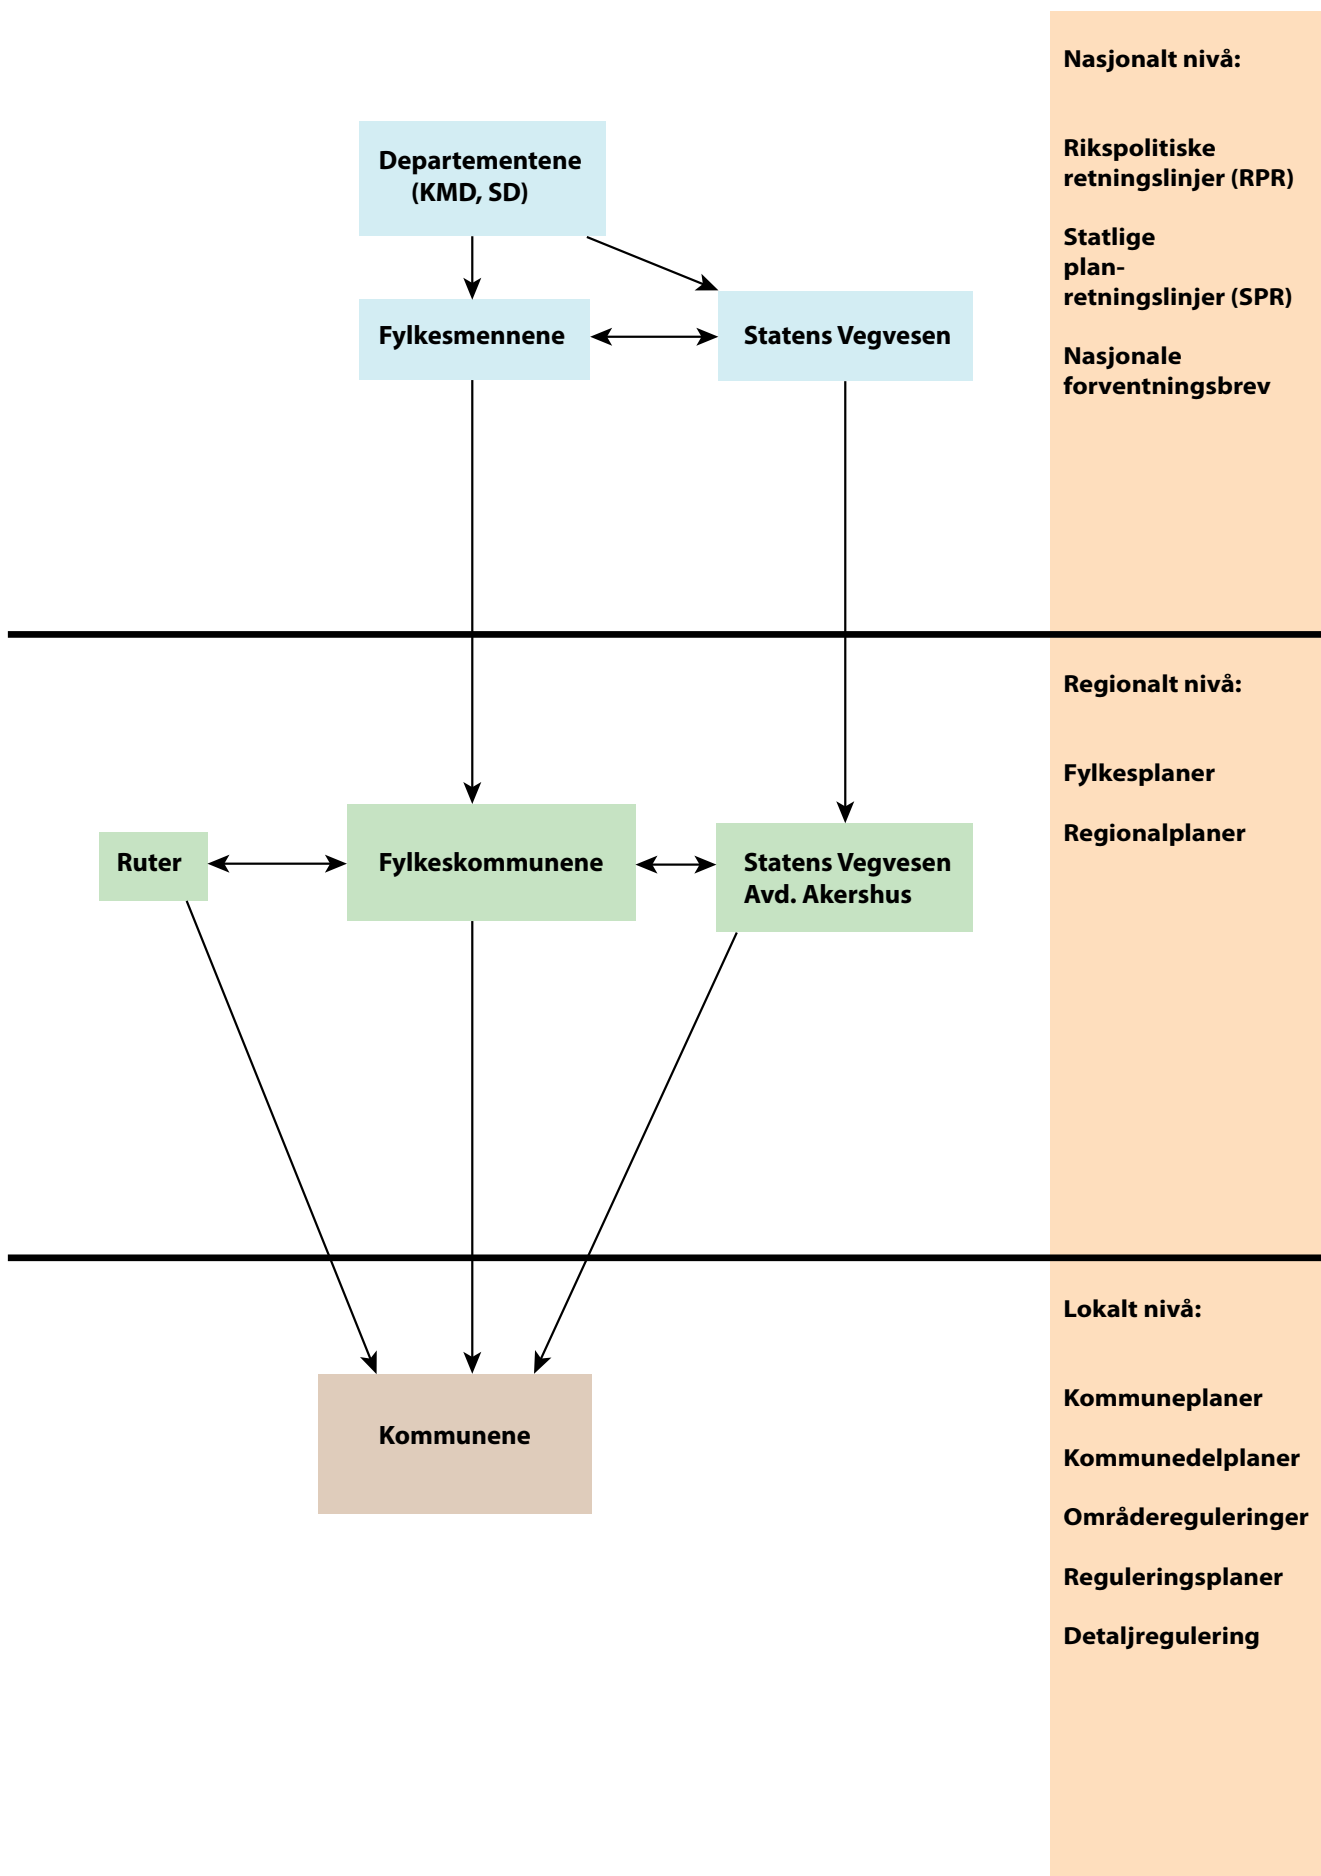 Nasjonalt nivå:
Departementene
(KMD, SD)
Rikspolitiske
retningslinjer (RPR)
Statlige
plan-
retningslinjer (SPR)
Fylkesmennene
Statens Vegvesen
Nasjonale
forventningsbrev
Regionalt nivå:
Fylkesplaner
Regionalplaner
Ruter
Fylkeskommunene
Statens Vegvesen
Avd. Akershus
Lokalt nivå:
Kommuneplaner
Kommunene
Kommunedelplaner
Områdereguleringer
Reguleringsplaner
Detaljregulering